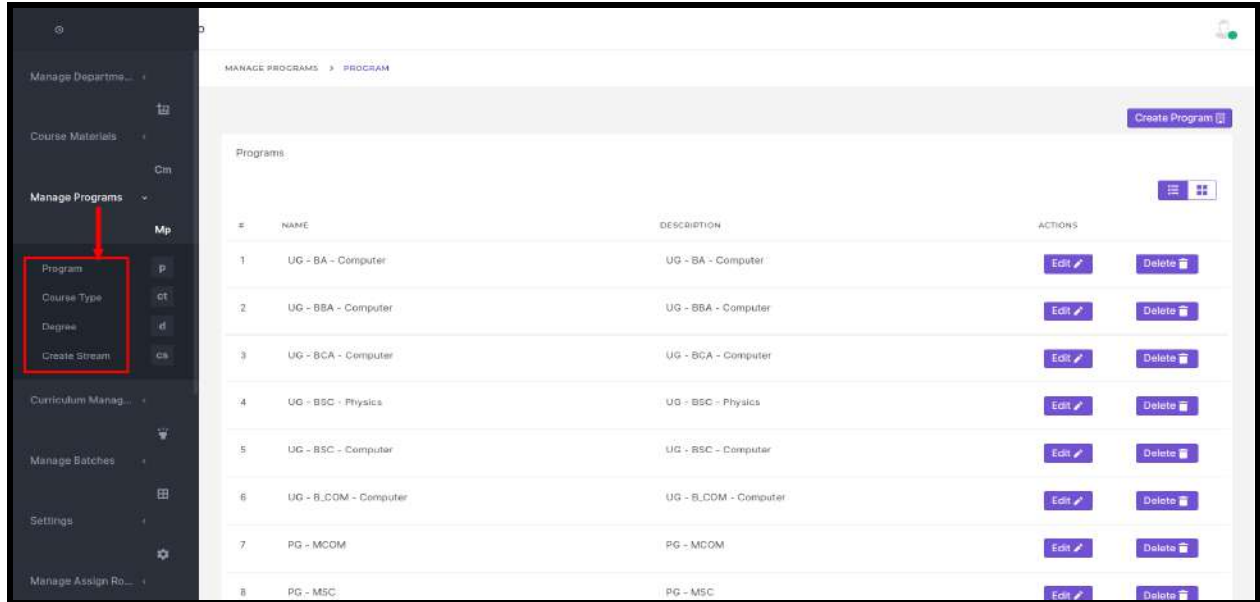 MANAGE PROGRAMS > PROGRAM
Create Program
Manage Departme...
Course Materials
Cm
Manage Programs
Mp
Program p
Course Type ct
Degree d
Create Stream cs
Curriculum Manag...
Manage Batches
Settings
Manage Assign Ro...
Programs
# NAME DESCRIPTION ACTIONS
1 UG - BA - Computer UG - BA - Computer Edit Delete
2 UG - BBA - Computer UG - BBA - Computer Edit Delete
3 UG - BCA - Computer UG - BCA - Computer Edit Delete
4 UG - BSC - Physics UG - BSC - Physics Edit Delete
5 UG - BSC - Computer UG - BSC - Computer Edit Delete
6 UG - B_COM - Computer UG - B_COM - Computer Edit Delete
7 PG - MCOM PG - MCOM Edit Delete
8 PG - MSC PG - MSC Edit Delete